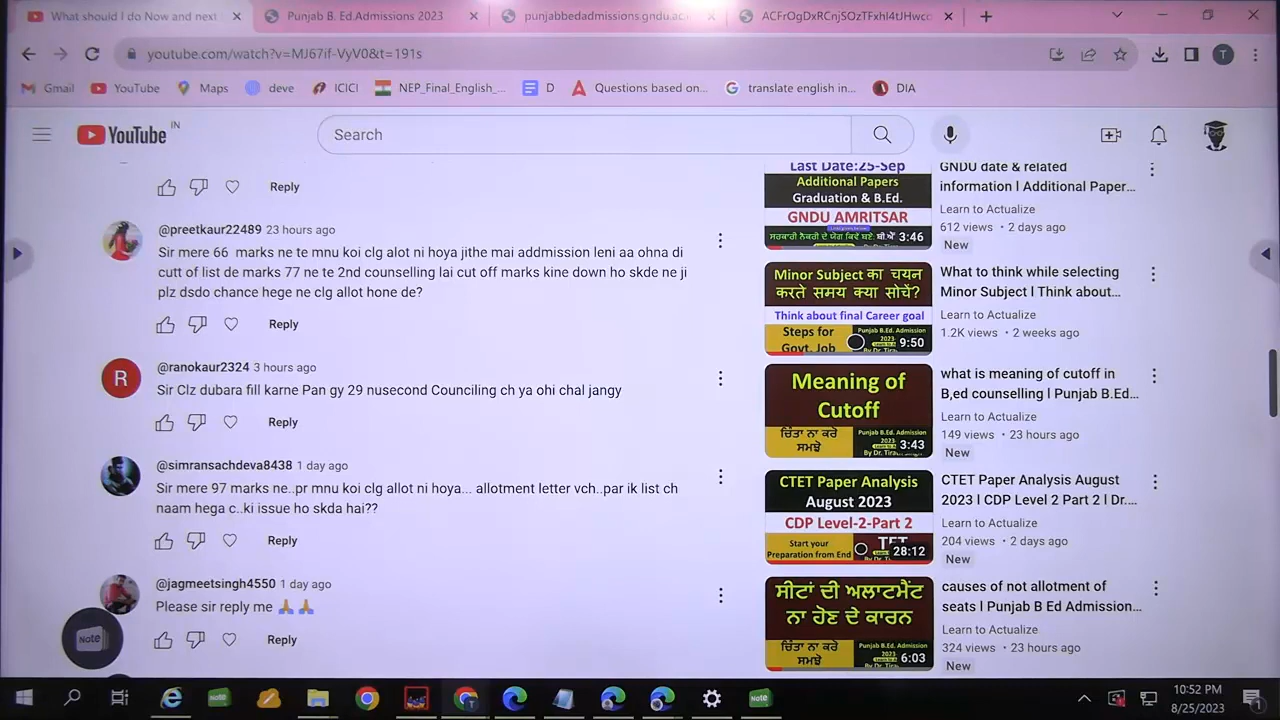 What should I do Now and next
Punjab B. Ed.Admissions 2023
punjabbedadmissions.gndu.ac
ACFrOgDxRCnjSOzTFxhI4tJHwc
youtube.com/watch?v=MJ67if-VyV0&t=191s
T
Gmail
YouTube
Maps
deve
ICICI
NEP_Final_English_...
D
Questions based on...
translate english in...
DIA
YouTube IN
Search
Reply
@preetkaur22489 23 hours ago
Sir mere 66 marks ne te mnu koi clg alot ni hoya jithe mai addmission leni aa ohna di
cutt of list de marks 77 ne te 2nd counselling lai cut off marks kine down ho skde ne ji
plz dsdo chance hege ne clg allot hone de?
Reply
R
@ranokaur2324 3 hours ago
Sir Clz dubara fill karne Pan gy 29 nusecond Counciling ch ya ohi chal jangy
Reply
@simransachdeva8438 1 day ago
Sir mere 97 marks ne..pr mnu koi clg allot ni hoya... allotment letter vch..par ik list ch
naam hega c..ki issue ho skda hai??
Reply
@jagmeetsingh4550 1 day ago
Please sir reply me 🙏🙏
Reply
Note
Last Date:25-Sep
Additional Papers
Graduation & B.Ed.
GNDU AMRITSAR
3:46
GNDU date & related
information l Additional Paper...
Learn to Actualize
612 views • 2 days ago
New
Minor Subject का चयन
करते समय क्या सोचें?
Think about final Career goal
Steps for
Govt. Job
Punjab B.Ed. Admission
9:50
What to think while selecting
Minor Subject l Think about...
Learn to Actualize
1.2K views • 2 weeks ago
Meaning of
Cutoff
ਚਿੰਤਾ ਨਾ ਕਰੋ
ਸਮਝੋ
Punjab B.Ed. Admission
2023
3:43
what is meaning of cutoff in
B,ed counselling l Punjab B.Ed...
Learn to Actualize
149 views • 23 hours ago
New
CTET Paper Analysis
August 2023
CDP Level-2-Part 2
Start your
Preparation from End
28:12
CTET Paper Analysis August
2023 l CDP Level 2 Part 2 l Dr....
Learn to Actualize
204 views • 2 days ago
New
ਸੀਟਾਂ ਦੀ ਅਲਾਟਮੈਂਟ
ਨਾ ਹੋਣ ਦੇ ਕਾਰਨ
ਚਿੰਤਾ ਨਾ ਕਰੋ
ਸਮਝੋ
Punjab B.Ed. Admission
2023
6:03
causes of not allotment of
seats l Punjab B Ed Admission...
Learn to Actualize
324 views • 23 hours ago
New
Note
Note
10:52 PM
8/25/2023
1